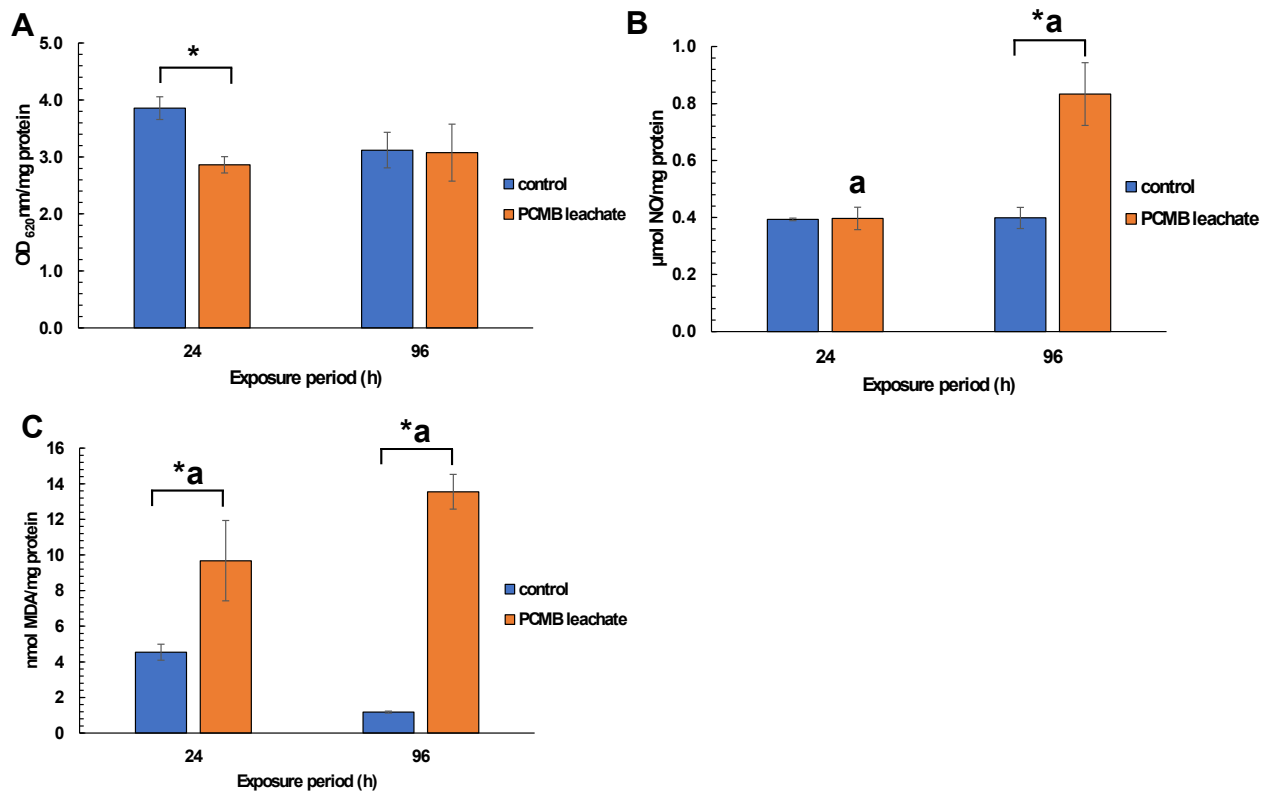 A
5.0
4.0
3.0
2.0
1.0
0.0
OD 620nm/mg protein
*
24
96
Exposure period (h)
control
PCMB leachate
B
1.0
0.8
0.6
0.4
0.2
0.0
µmol NO/mg protein
a
*a
24
96
Exposure period (h)
control
PCMB leachate
C
16
14
12
10
8
6
4
2
0
nmol MDA/mg protein
*a
*a
24
96
Exposure period (h)
control
PCMB leachate